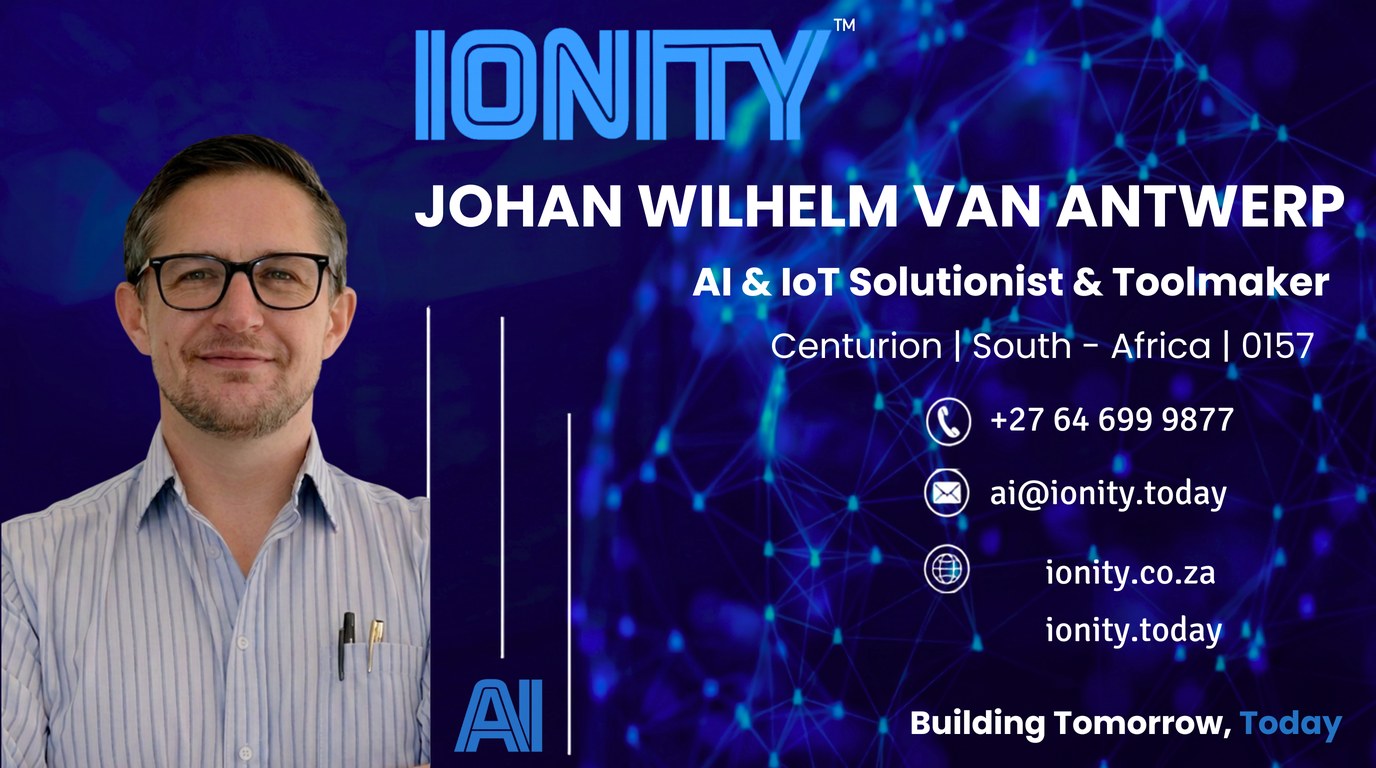 IONITY™
JOHAN WILHELM VAN ANTWERP
AI & IoT Solutionist & Toolmaker
Centurion | South - Africa | 0157
+27 64 699 9877
ai@ionity.today
ionity.co.za
ionity.today
AI
Building Tomorrow, Today